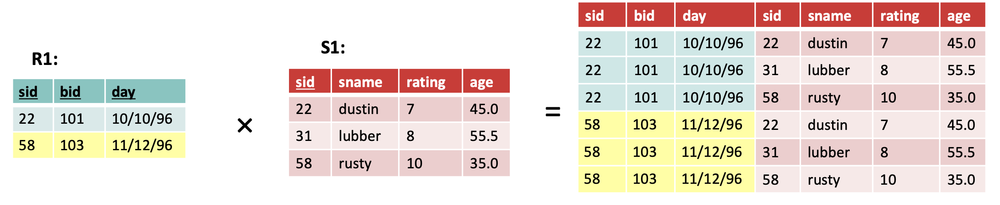 R1:
sid bid day
22 101 10/10/96
58 103 11/12/96
×
S1:
sid sname rating age
22 dustin 7 45.0
31 lubber 8 55.5
58 rusty 10 35.0
=
sid bid day sid sname rating age
22 101 10/10/96 22 dustin 7 45.0
22 101 10/10/96 31 lubber 8 55.5
22 101 10/10/96 58 rusty 10 35.0
58 103 11/12/96 22 dustin 7 45.0
58 103 11/12/96 31 lubber 8 55.5
58 103 11/12/96 58 rusty 10 35.0